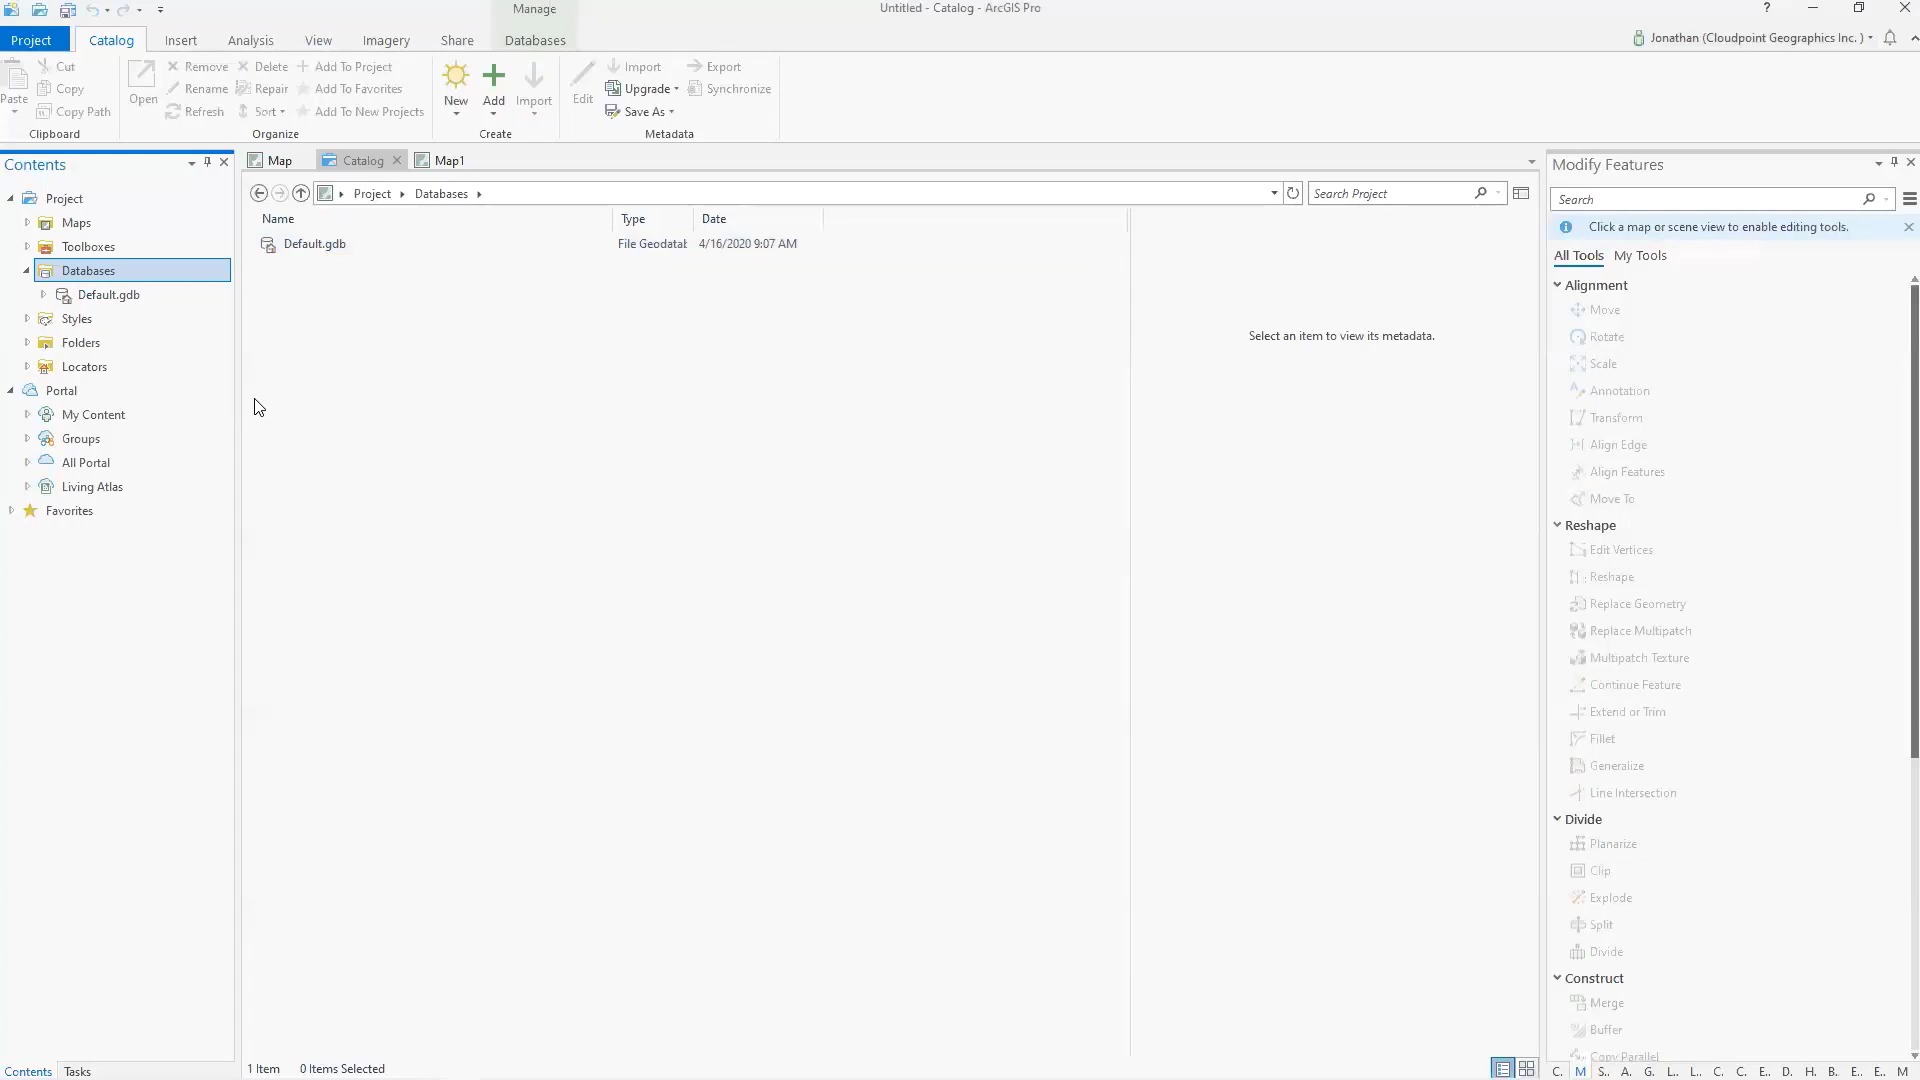 Manage
Untitled - Catalog - ArcGIS Pro
?
Project
Catalog
Insert
Analysis
View
Imagery
Share
Databases
Jonathan (Cloudpoint Geographics Inc. )
Paste
Cut
Copy
Copy Path
Clipboard
Open
Remove
Rename
Refresh
Delete
Repair
Sort
Add To Project
Add To Favorites
Add To New Projects
Organize
New
Add
Import
Create
Edit
Import
Upgrade
Save As
Export
Synchronize
Metadata
Contents
Project
Maps
Toolboxes
Databases
Default.gdb
Styles
Folders
Locators
Portal
My Content
Groups
All Portal
Living Atlas
Favorites
Contents
Tasks
Map
Catalog
Map1
Project
Databases
Search Project
Name
Type
Date
Default.gdb
File Geodatab
4/16/2020 9:07 AM
Select an item to view its metadata.
1 Item
0 Items Selected
Modify Features
Search
Click a map or scene view to enable editing tools.
All Tools
My Tools
Alignment
Move
Rotate
Scale
Annotation
Transform
Align Edge
Align Features
Move To
Reshape
Edit Vertices
Reshape
Replace Geometry
Replace Multipatch
Multipatch Texture
Continue Feature
Extend or Trim
Fillet
Generalize
Line Intersection
Divide
Planarize
Clip
Explode
Split
Divide
Construct
Merge
Buffer
Copy Parallel
C. M S.. A. G. L.. L.. C. C. E.. D. H. B.. E.. E.. M